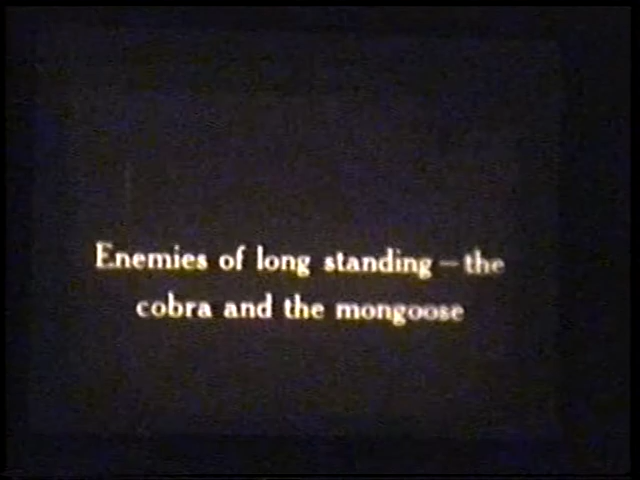 Enemies of long standing – the
cobra and the mongoose